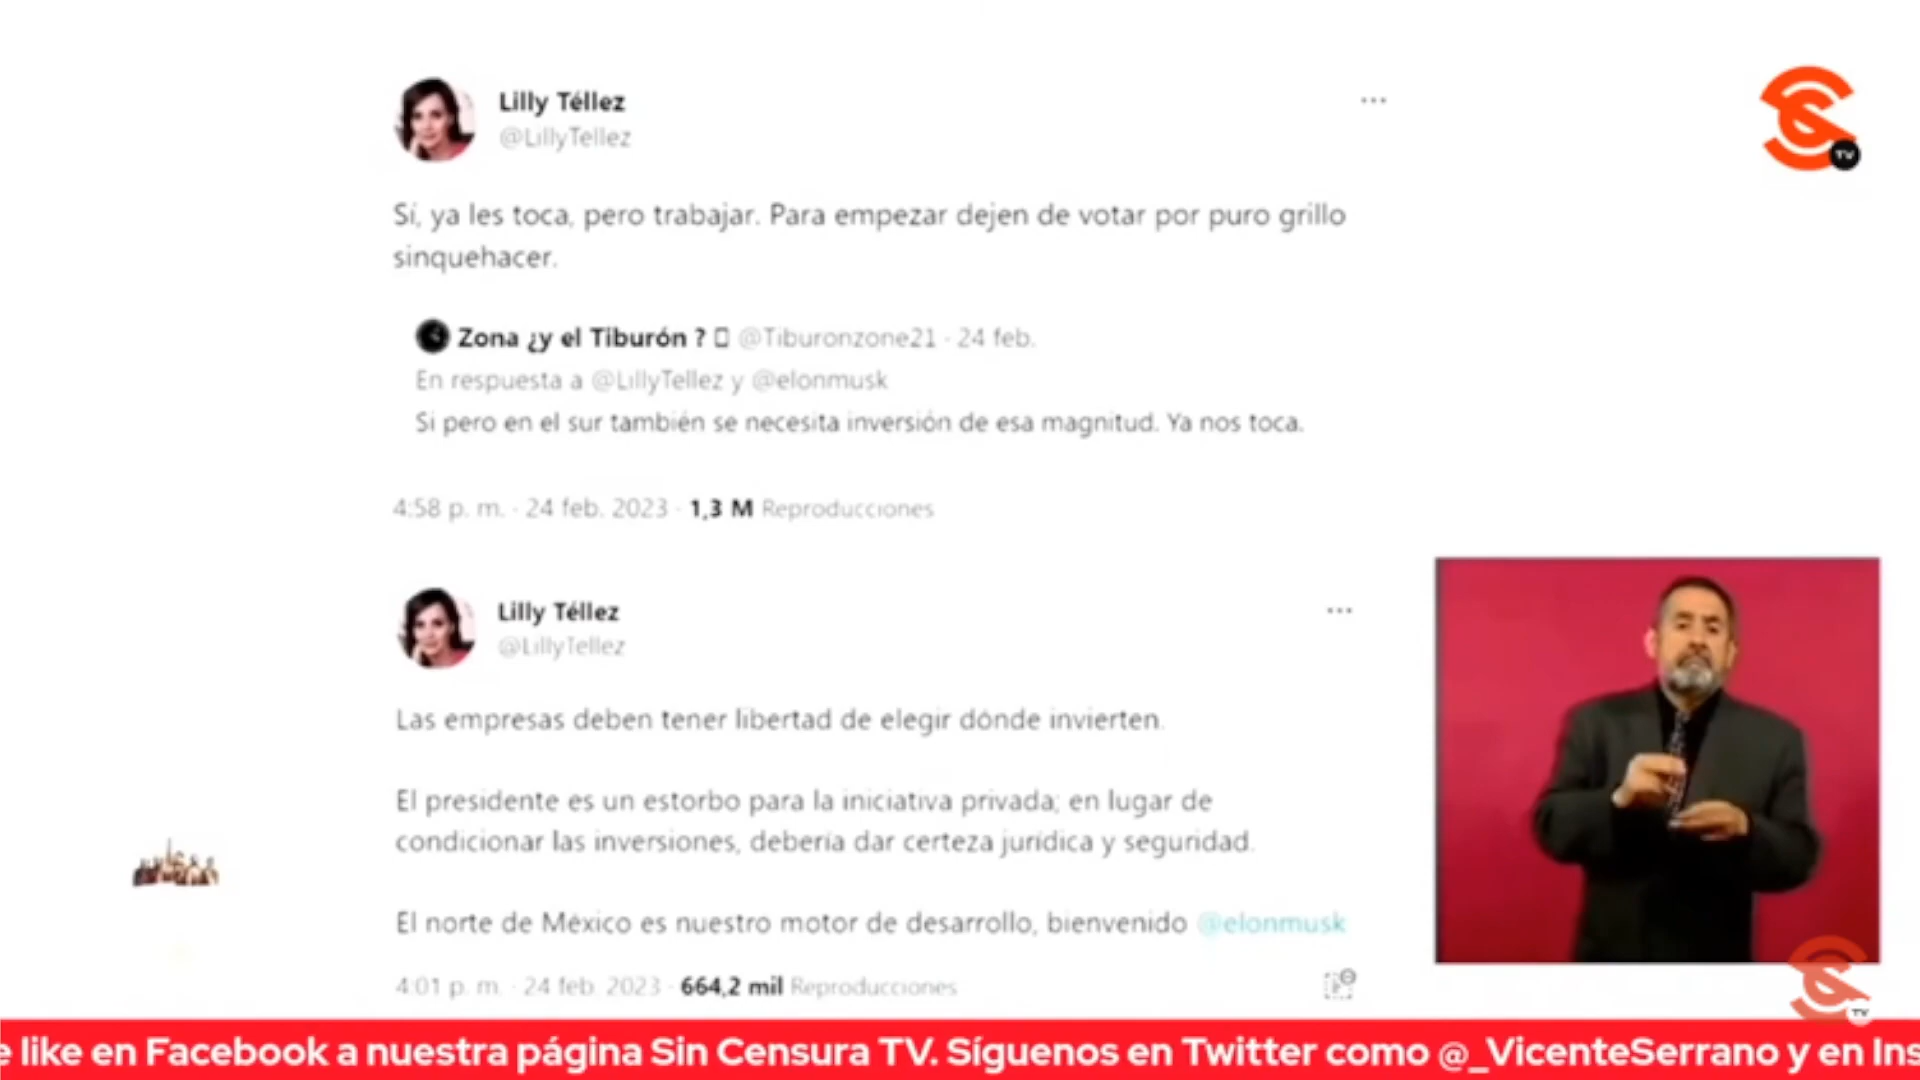 Lilly Téllez
@LillyTellez
Sí, ya les toca, pero trabajar. Para empezar dejen de votar por puro grillo
sinquehacer.
Zona ¿y el Tiburón ? @Tiburonzone21 · 24 feb.
En respuesta a @LillyTellez y @elonmusk
Si pero en el sur también se necesita inversión de esa magnitud. Ya nos toca.
4:58 p. m. · 24 feb. 2023 · 1,3 M Reproducciones
Lilly Téllez
@LillyTellez
Las empresas deben tener libertad de elegir dónde invierten.
El presidente es un estorbo para la iniciativa privada; en lugar de
condicionar las inversiones, debería dar certeza jurídica y seguridad.
El norte de México es nuestro motor de desarrollo, bienvenido @elonmusk
4:01 p. m. · 24 feb. 2023 · 664,2 mil Reproducciones
TV
TV
e like en Facebook a nuestra página Sin Censura TV. Síguenos en Twitter como @_VicenteSerrano y en Ins